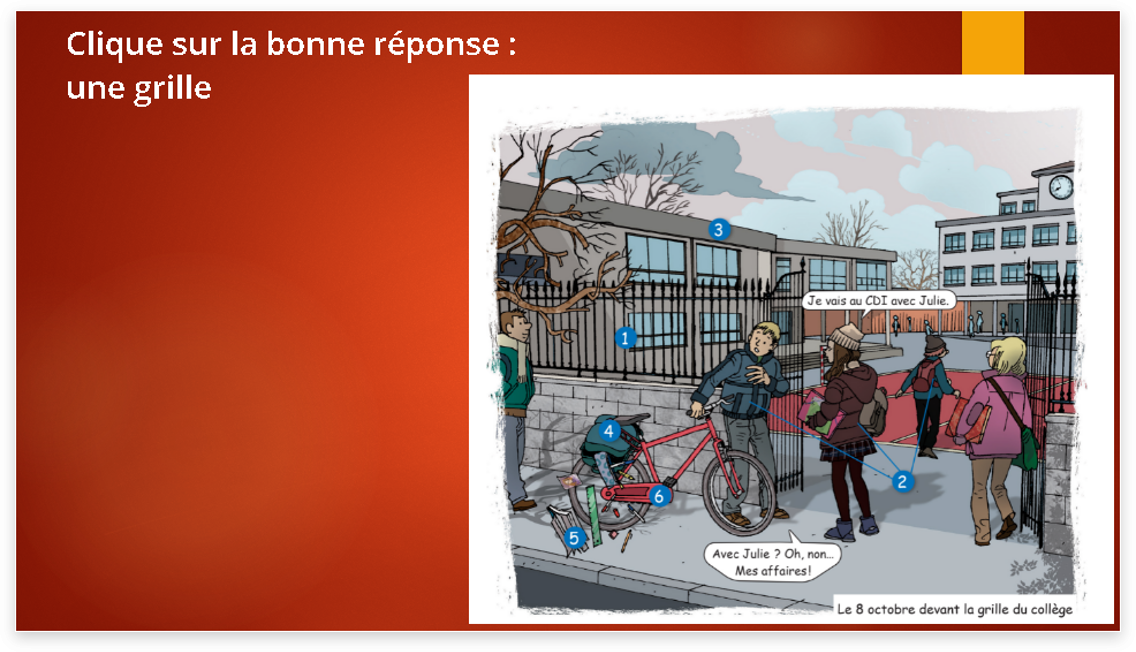 Clique sur la bonne réponse :
une grille
3
Je vais au CDI avec Julie.
1
4
2
6
5
Avec Julie ? Oh, non...
Mes affaires!
Le 8 octobre devant la grille du collège